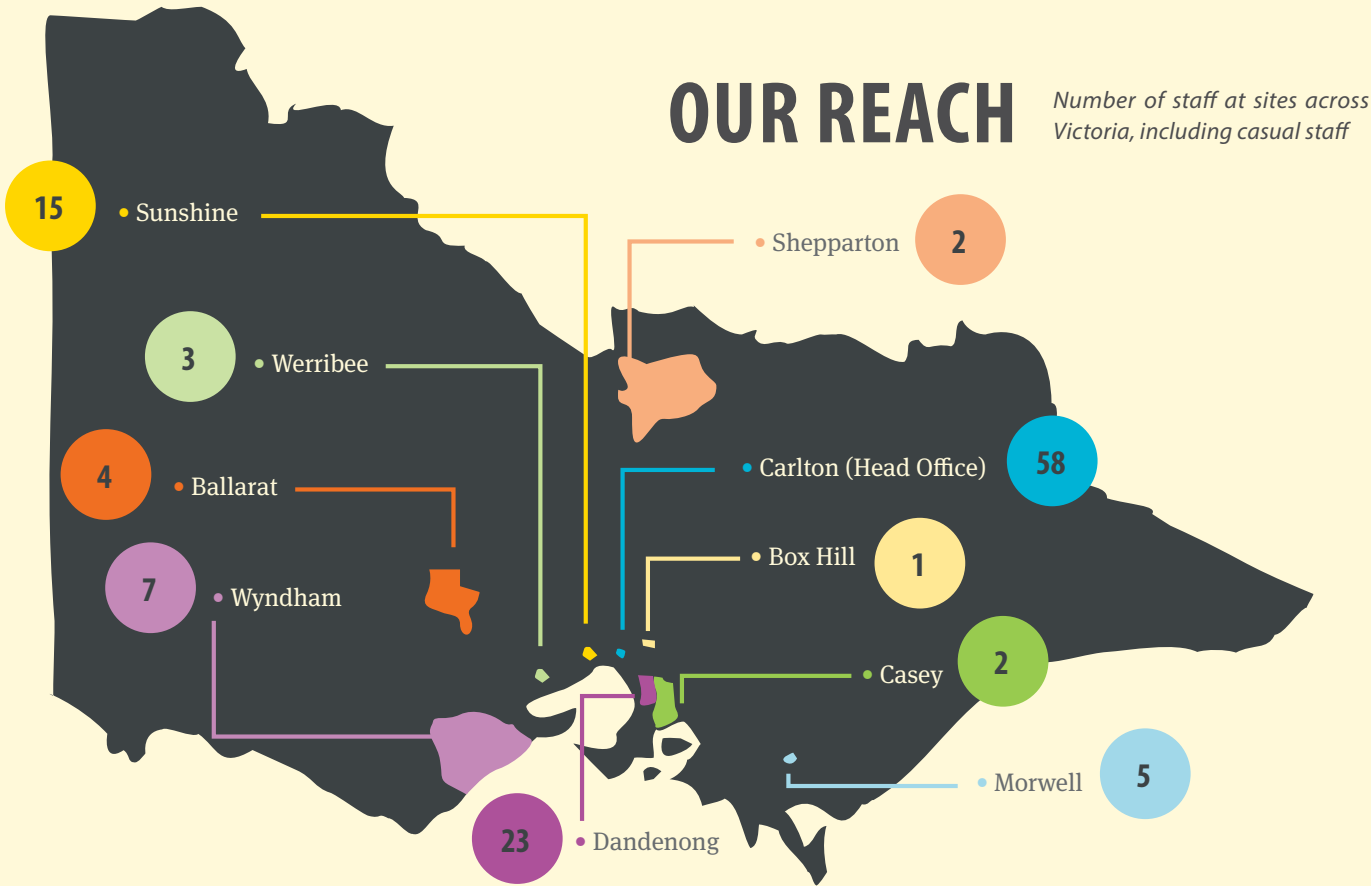 OUR REACH
Number of staff at sites across
Victoria, including casual staff
15
• Sunshine
• Shepparton
2
3
• Werribee
4
• Ballarat
• Carlton (Head Office)
58
7
• Wyndham
• Box Hill
1
• Casey
2
• Morwell
5
23
• Dandenong